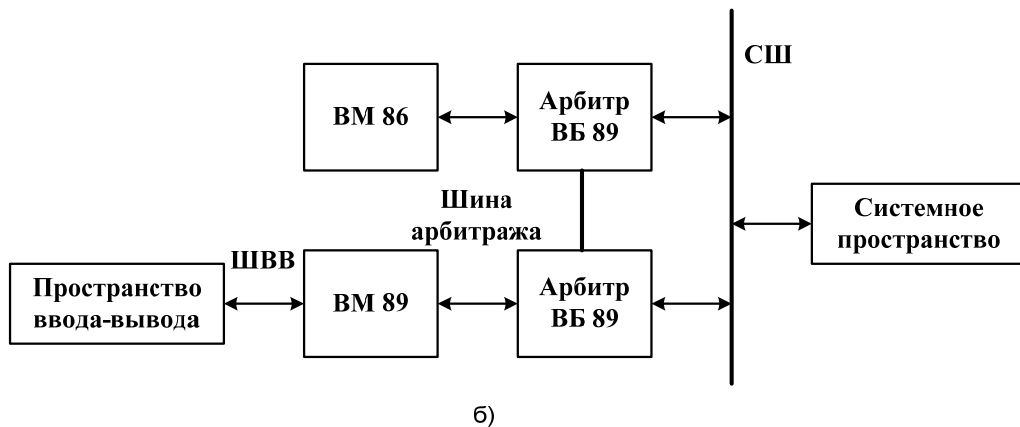 СШ
ВМ 86
Арбитр
ВБ 89
Шина
арбитража
Системное
пространство
ШВВ
Пространство
ввода-вывода
ВМ 89
Арбитр
ВБ 89
б)